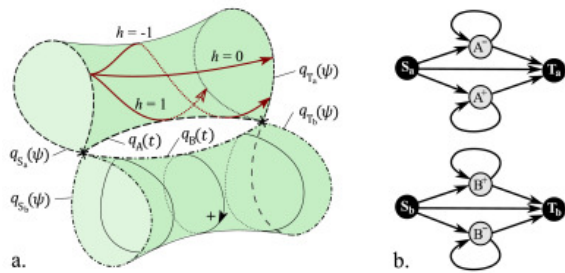 h = -1
h = 0
h = 1
q_{T_a}(ψ)
q_{T_b}(ψ)
q_A(t)
q_B(t)
q_{S_a}(ψ)
q_{S_b}(ψ)
+
a.
A⁻
S_a T_a
A⁺
B⁺
S_b T_b
B⁻
b.